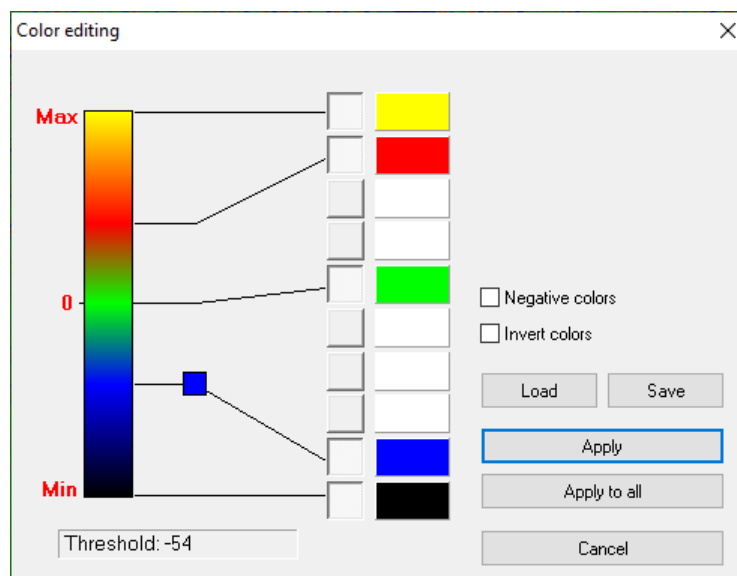 Color editing
Max
0
Negative colors
Invert colors
Load
Save
Apply
Min
Apply to all
Threshold: -54
Cancel